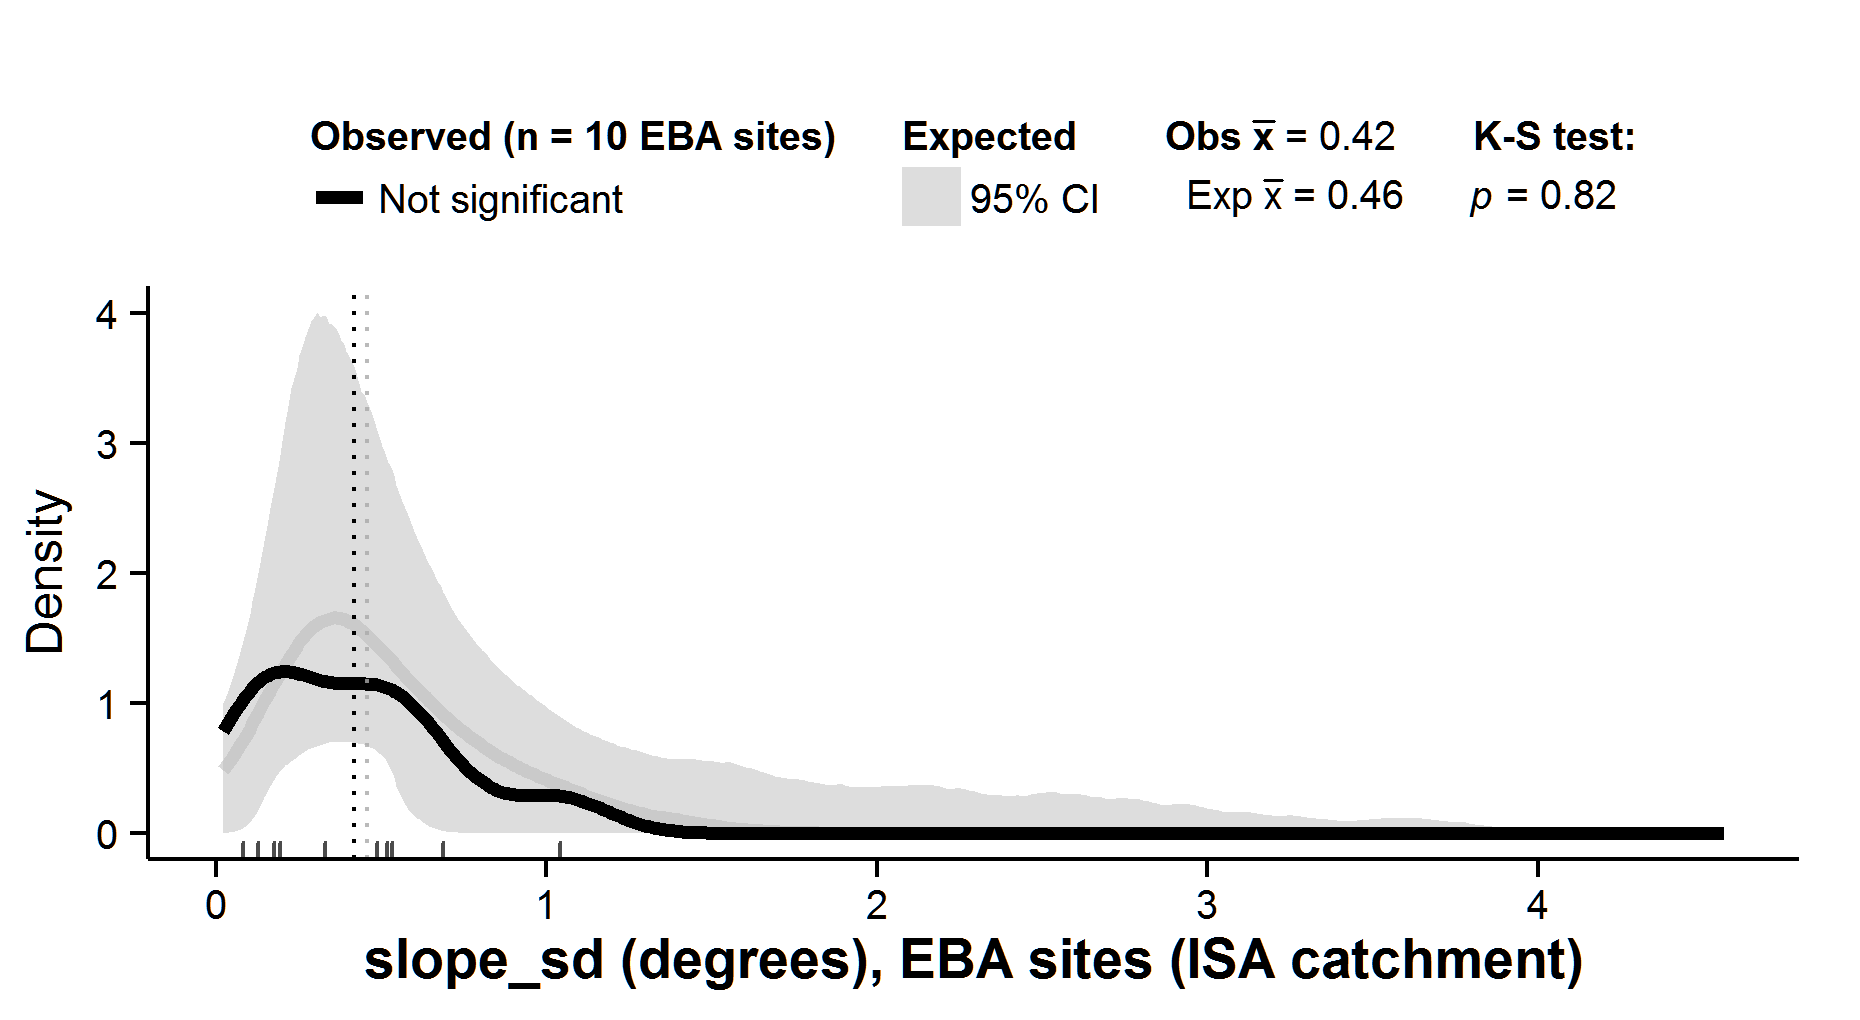 Observed (n = 10 EBA sites) Expected Obs x̅ = 0.42 K-S test:
Not significant 95% CI Exp x̅ = 0.46 p = 0.82
4
3
2
1
0
Density
0 1 2 3 4
slope_sd (degrees), EBA sites (ISA catchment)